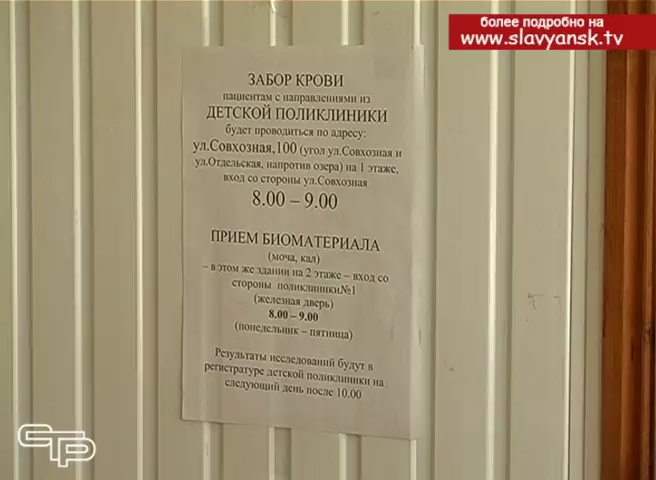 более подробно на
www.slavyansk.tv
ЗАБОР КРОВИ
пациентам с направлениями из
ДЕТСКОЙ ПОЛИКЛИНИКИ
будет проводиться по адресу:
ул.Совхозная,100 (угол ул.Совхозная и
ул.Отдельская, напротив озера) на 1 этаже,
вход со стороны ул.Совхозная
8.00 – 9.00
ПРИЕМ БИОМАТЕРИАЛА
(моча, кал)
– в этом же здании на 2 этаже – вход со
стороны поликлиники№1
(железная дверь)
8.00 – 9.00
(понедельник – пятница)
Результаты исследований будут в
регистратуре детской поликлиники на
следующий день после 10.00
СТР